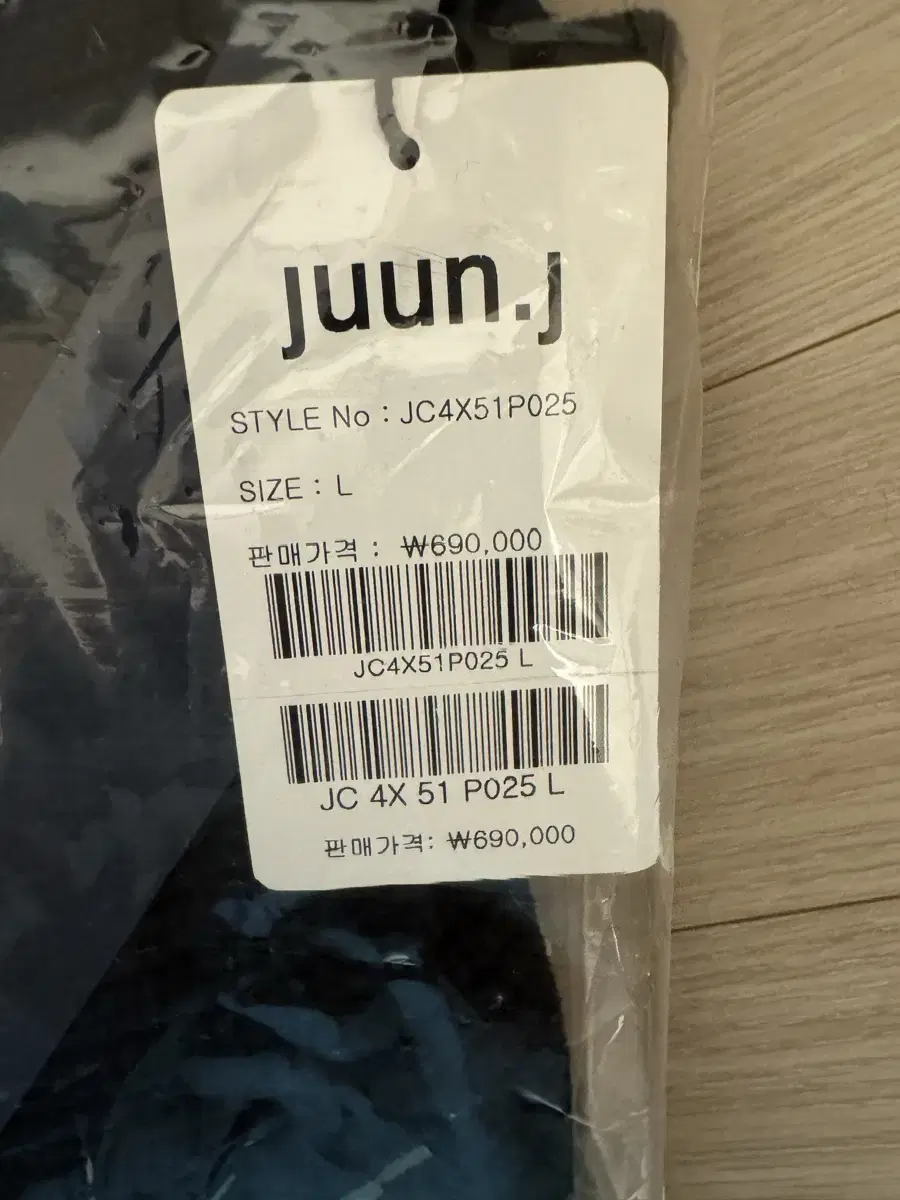 juun.j
STYLE No : JC4X51P025
SIZE : L
판매가격 : ₩690,000
JC4X51P025 L
JC 4X 51 P025 L
판매가격: ₩690,000